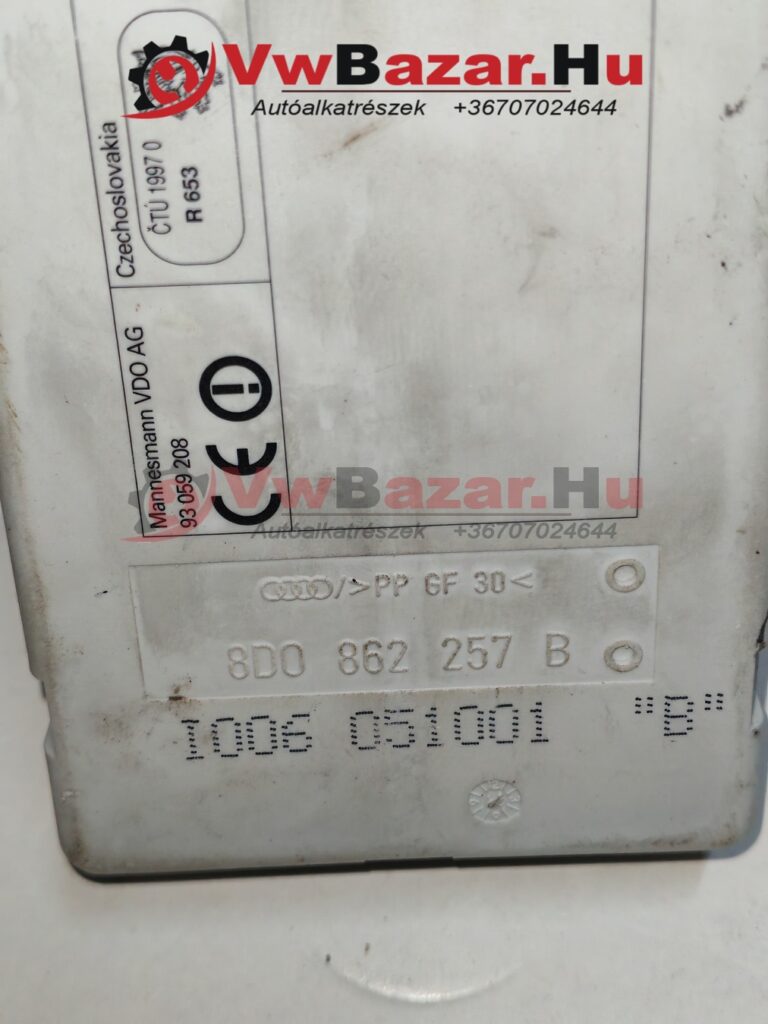 VwBazar.Hu
Autóalkatrészek +36707024644
Czechoslovakia
ČTÚ 1997 0
R 653
Mannesmann VDO AG
93 059 208
CE
VwBazar.Hu
Autóalkatrészek +36707024644
/>PP GF 30<
8D0 862 257 B
1006 051001 "B"